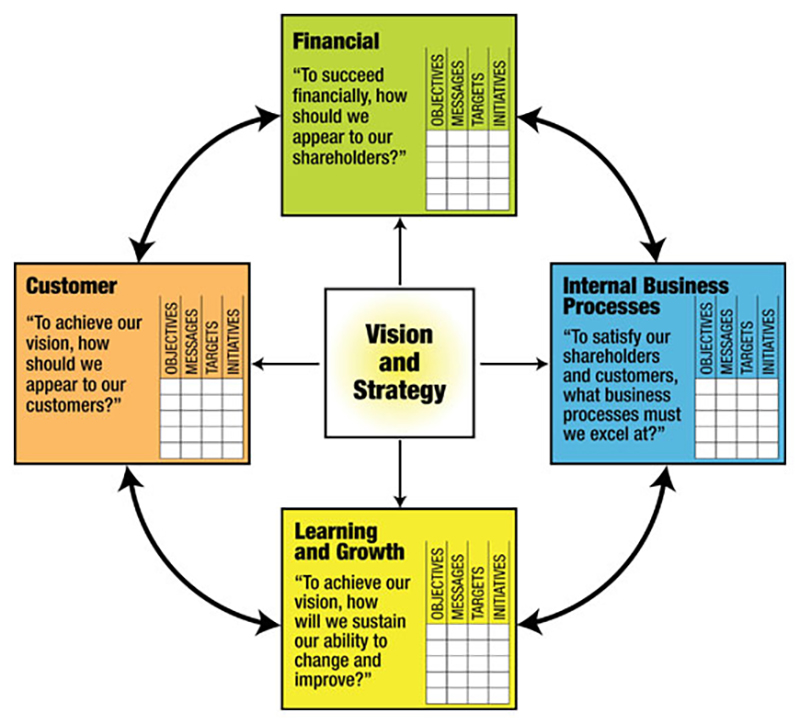 Financial
“To succeed
financially, how
should we
appear to our
shareholders?”
OBJECTIVES
MESSAGES
TARGETS
INITIATIVES
Customer
“To achieve our
vision, how
should we
appear to our
customers?”
OBJECTIVES
MESSAGES
TARGETS
INITIATIVES
Vision
and
Strategy
Internal Business
Processes
“To satisfy our
shareholders
and customers,
what business
processes must
we excel at?”
OBJECTIVES
MESSAGES
TARGETS
INITIATIVES
Learning
and Growth
“To achieve our
vision, how
will we sustain
our ability to
change and
improve?”
OBJECTIVES
MESSAGES
TARGETS
INITIATIVES